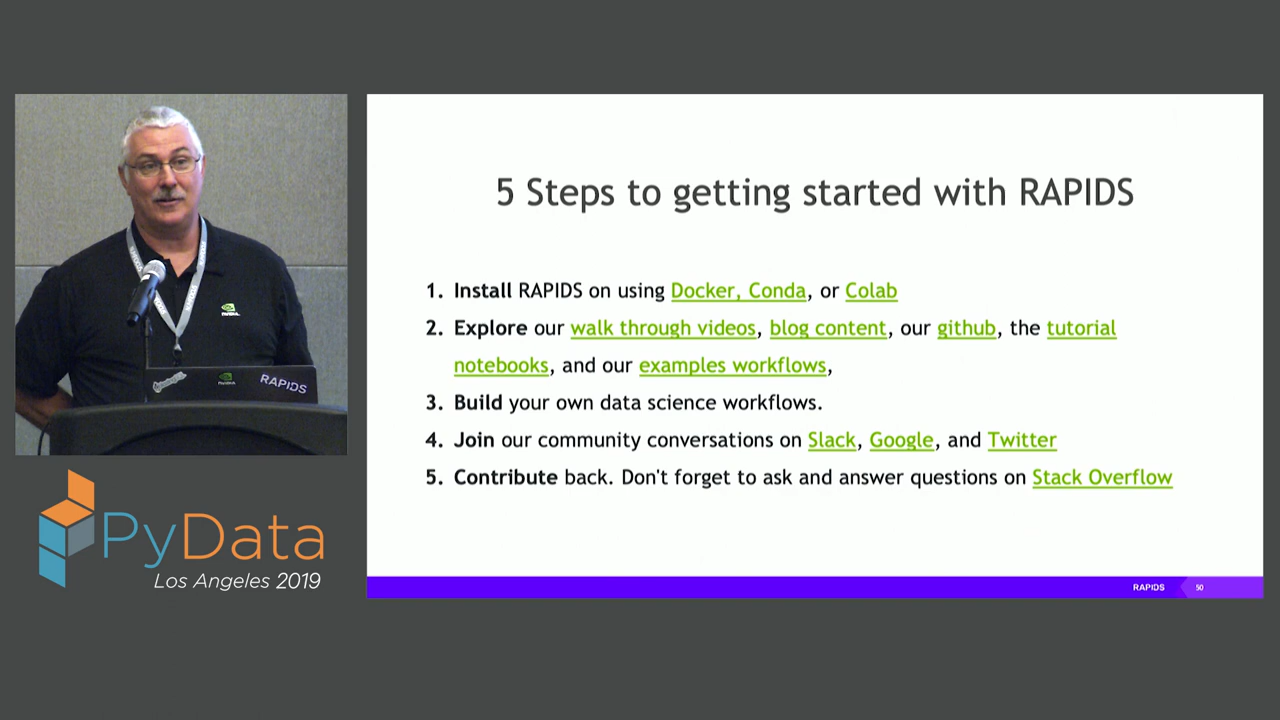 5 Steps to getting started with RAPIDS
1. Install RAPIDS on using Docker, Conda, or Colab
2. Explore our walk through videos, blog content, our github, the tutorial
notebooks, and our examples workflows,
3. Build your own data science workflows.
4. Join our community conversations on Slack, Google, and Twitter
5. Contribute back. Don't forget to ask and answer questions on Stack Overflow
RAPIDS 50
RAPIDS
PyData
Los Angeles 2019